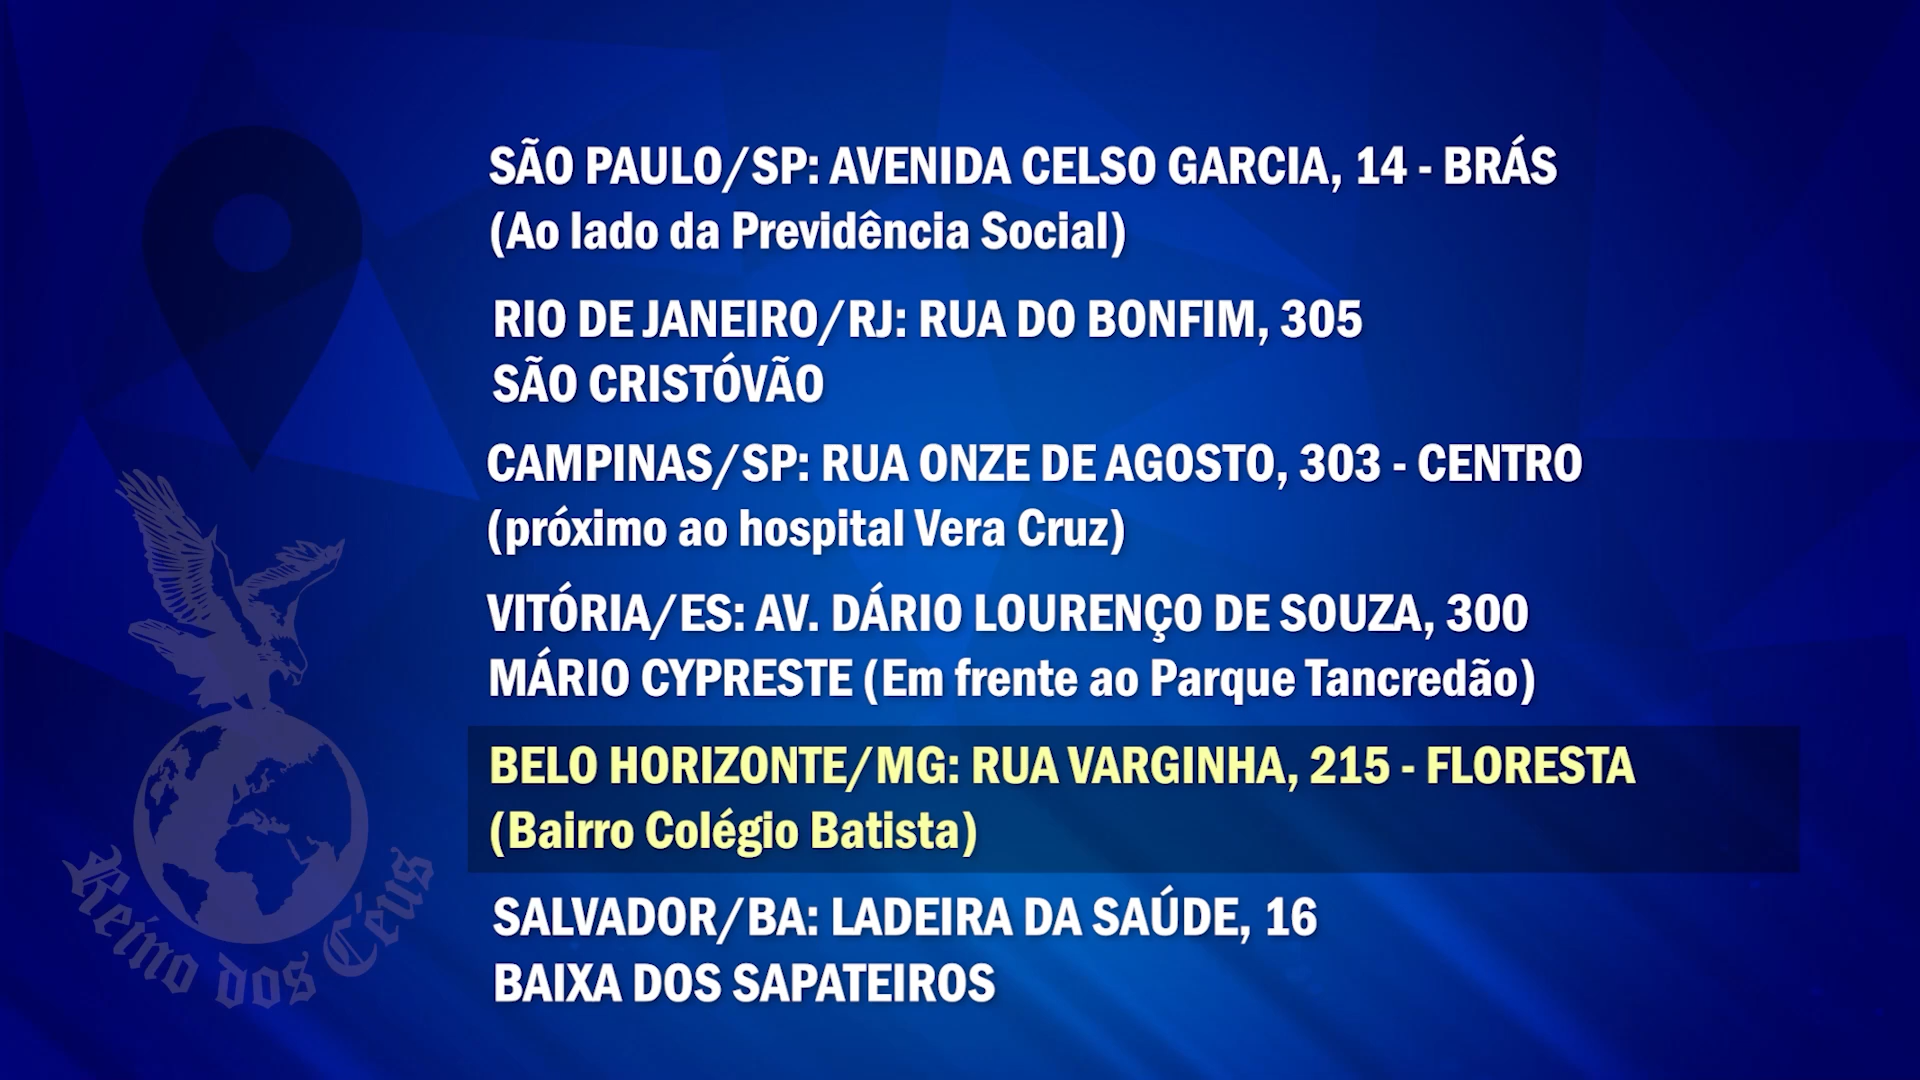 SÃO PAULO/SP: AVENIDA CELSO GARCIA, 14 - BRÁS
(Ao lado da Previdência Social)
RIO DE JANEIRO/RJ: RUA DO BONFIM, 305
SÃO CRISTÓVÃO
CAMPINAS/SP: RUA ONZE DE AGOSTO, 303 - CENTRO
(próximo ao hospital Vera Cruz)
VITÓRIA/ES: AV. DÁRIO LOURENÇO DE SOUZA, 300
MÁRIO CYPRESTE (Em frente ao Parque Tancredão)
BELO HORIZONTE/MG: RUA VARGINHA, 215 - FLORESTA
(Bairro Colégio Batista)
SALVADOR/BA: LADEIRA DA SAÚDE, 16
BAIXA DOS SAPATEIROS
Reino dos Céus